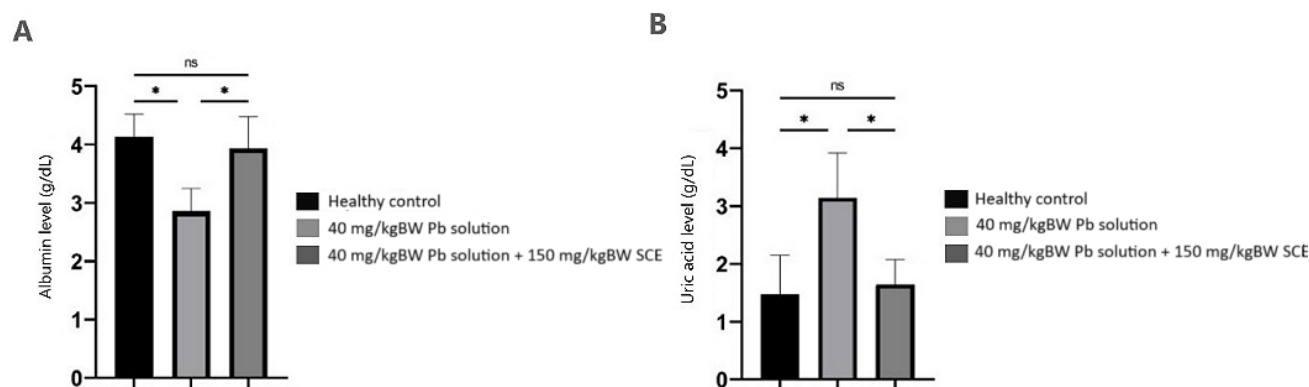 A
ns
*
*
5
4
3
2
1
0
Albumin level (g/dL)
Healthy control
40 mg/kgBW Pb solution
40 mg/kgBW Pb solution + 150 mg/kgBW SCE
B
ns
*
*
5
4
3
2
1
0
Uric acid level (g/dL)
Healthy control
40 mg/kgBW Pb solution
40 mg/kgBW Pb solution + 150 mg/kgBW SCE